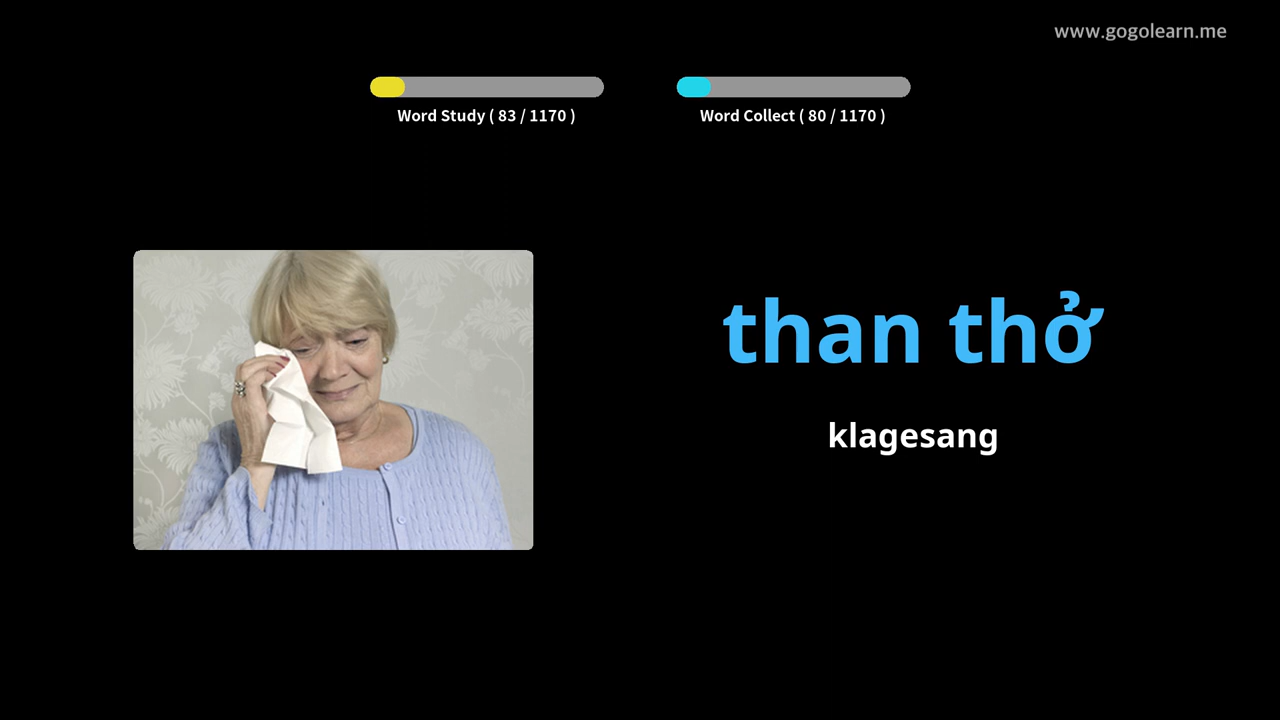 www.gogolearn.me
Word Study ( 83 / 1170 )
Word Collect ( 80 / 1170 )
than thở
klagesang